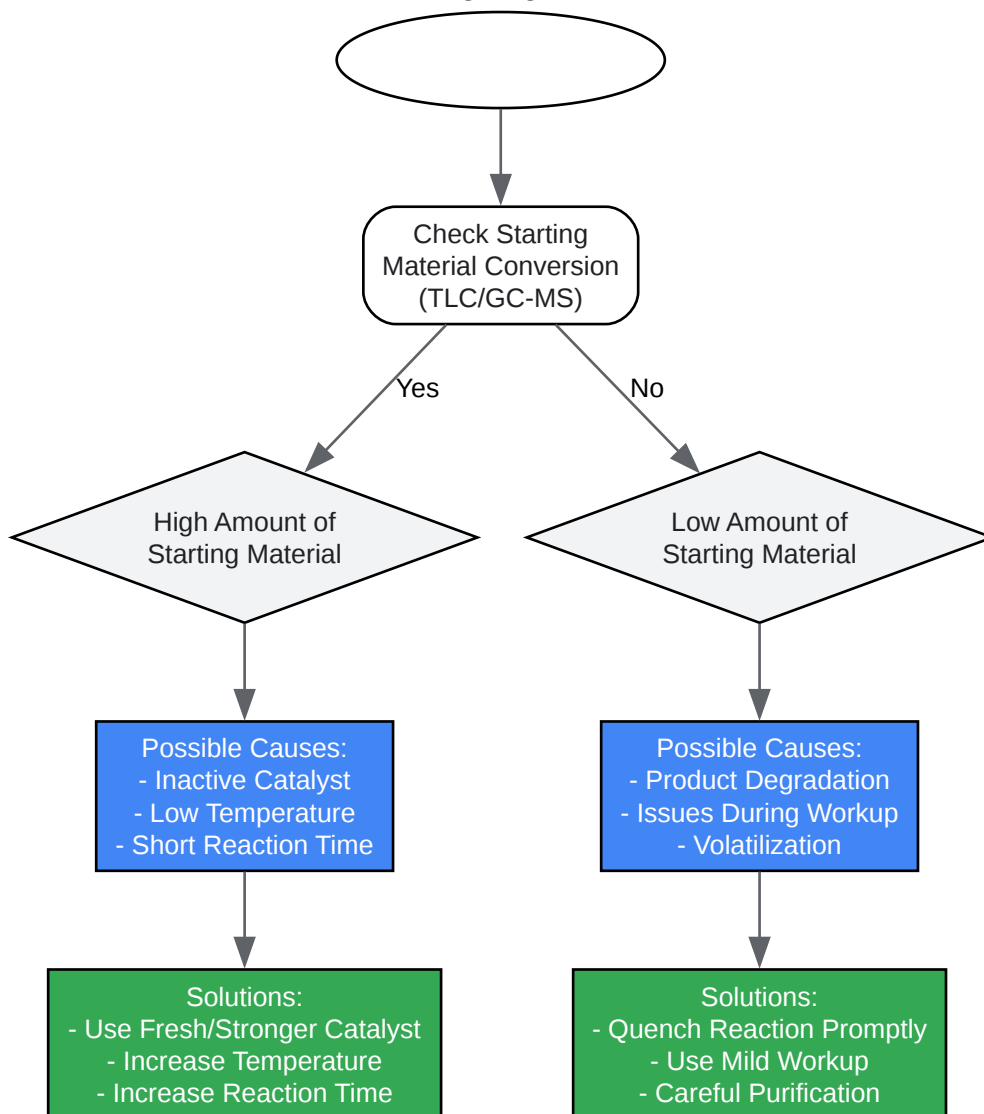 Check Starting
Material Conversion
(TLC/GC-MS)
Yes
No
High Amount of
Starting Material
Low Amount of
Starting Material
Possible Causes:
- Inactive Catalyst
- Low Temperature
- Short Reaction Time
Possible Causes:
- Product Degradation
- Issues During Workup
- Volatilization
Solutions:
- Use Fresh/Stronger Catalyst
- Increase Temperature
- Increase Reaction Time
Solutions:
- Quench Reaction Promptly
- Use Mild Workup
- Careful Purification